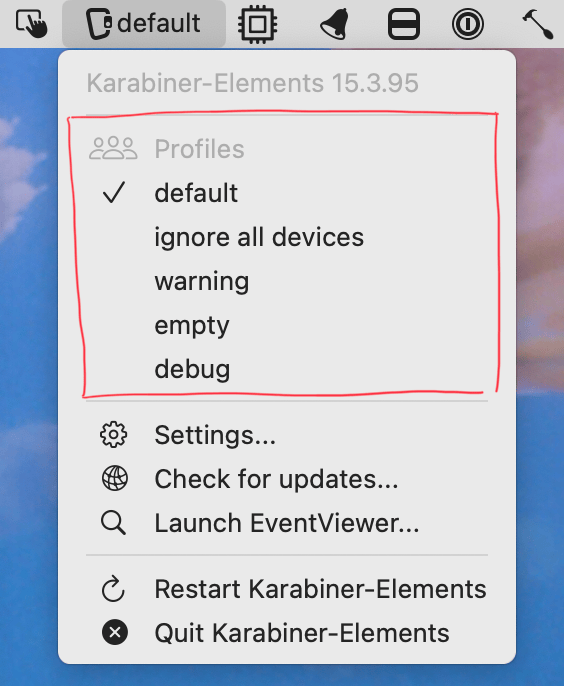 default
Karabiner-Elements 15.3.95
Profiles
default
ignore all devices
warning
empty
debug
Settings...
Check for updates...
Launch EventViewer...
Restart Karabiner-Elements
Quit Karabiner-Elements